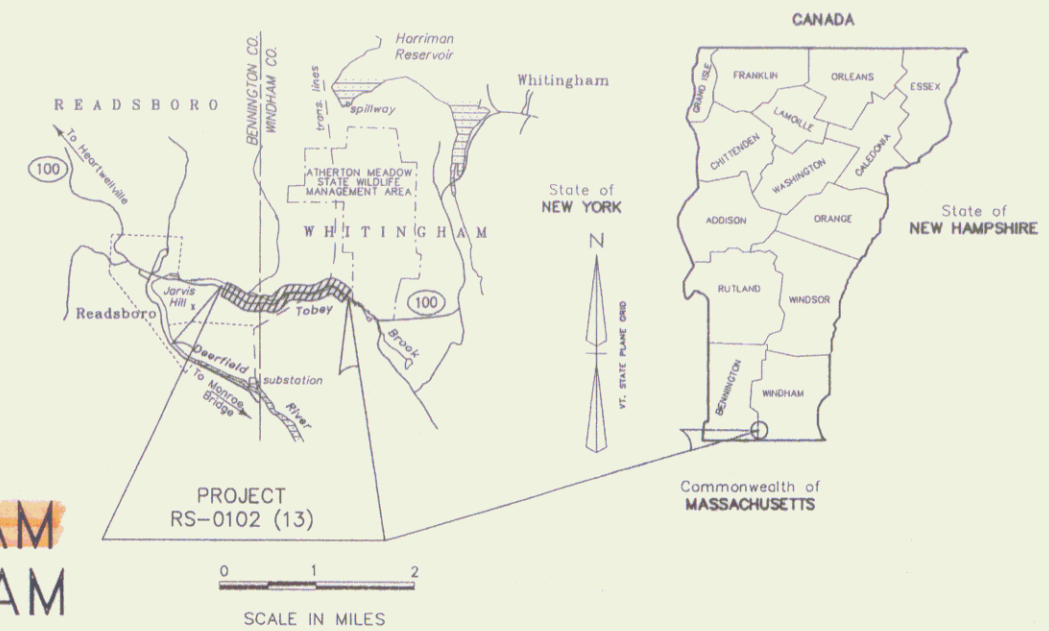 CANADA
Harriman
Reservoir
BENNINGTON CO.
WINDHAM CO.
trans. lines
Whitingham
spillway
READSBORO
To Heartwellville
100
ATHERTON MEADOW
STATE WILDLIFE
MANAGEMENT AREA
WHITINGHAM
Jarvis
Hill x
Readsboro
Tobey
Brook
100
Deerfield
River
substation
To Monroe
Bridge
PROJECT
RS-0102 (13)
0 1 2
SCALE IN MILES
State of
NEW YORK
N
VT. STATE PLANE GRID
GRAND ISLE
FRANKLIN
ORLEANS
ESSEX
LAMOILLE
CHITTENDEN
WASHINGTON
CALEDONIA
ADDISON
ORANGE
State of
NEW HAMPSHIRE
RUTLAND
WINDSOR
BENNINGTON
WINDHAM
Commonwealth of
MASSACHUSETTS
AM
AM